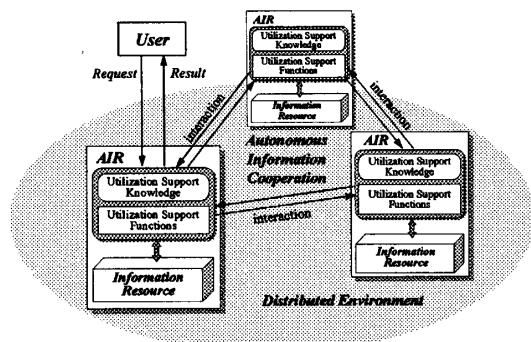 User
Request
Result
AIR
Utilization Support
Knowledge
Utilization Support
Functions
Information
Resource
interaction
interaction
Autonomous
Information
Cooperation
AIR
Utilization Support
Knowledge
Utilization Support
Functions
Information
Resource
AIR
Utilization Support
Knowledge
Utilization Support
Functions
Information
Resource
interaction
Distributed Environment